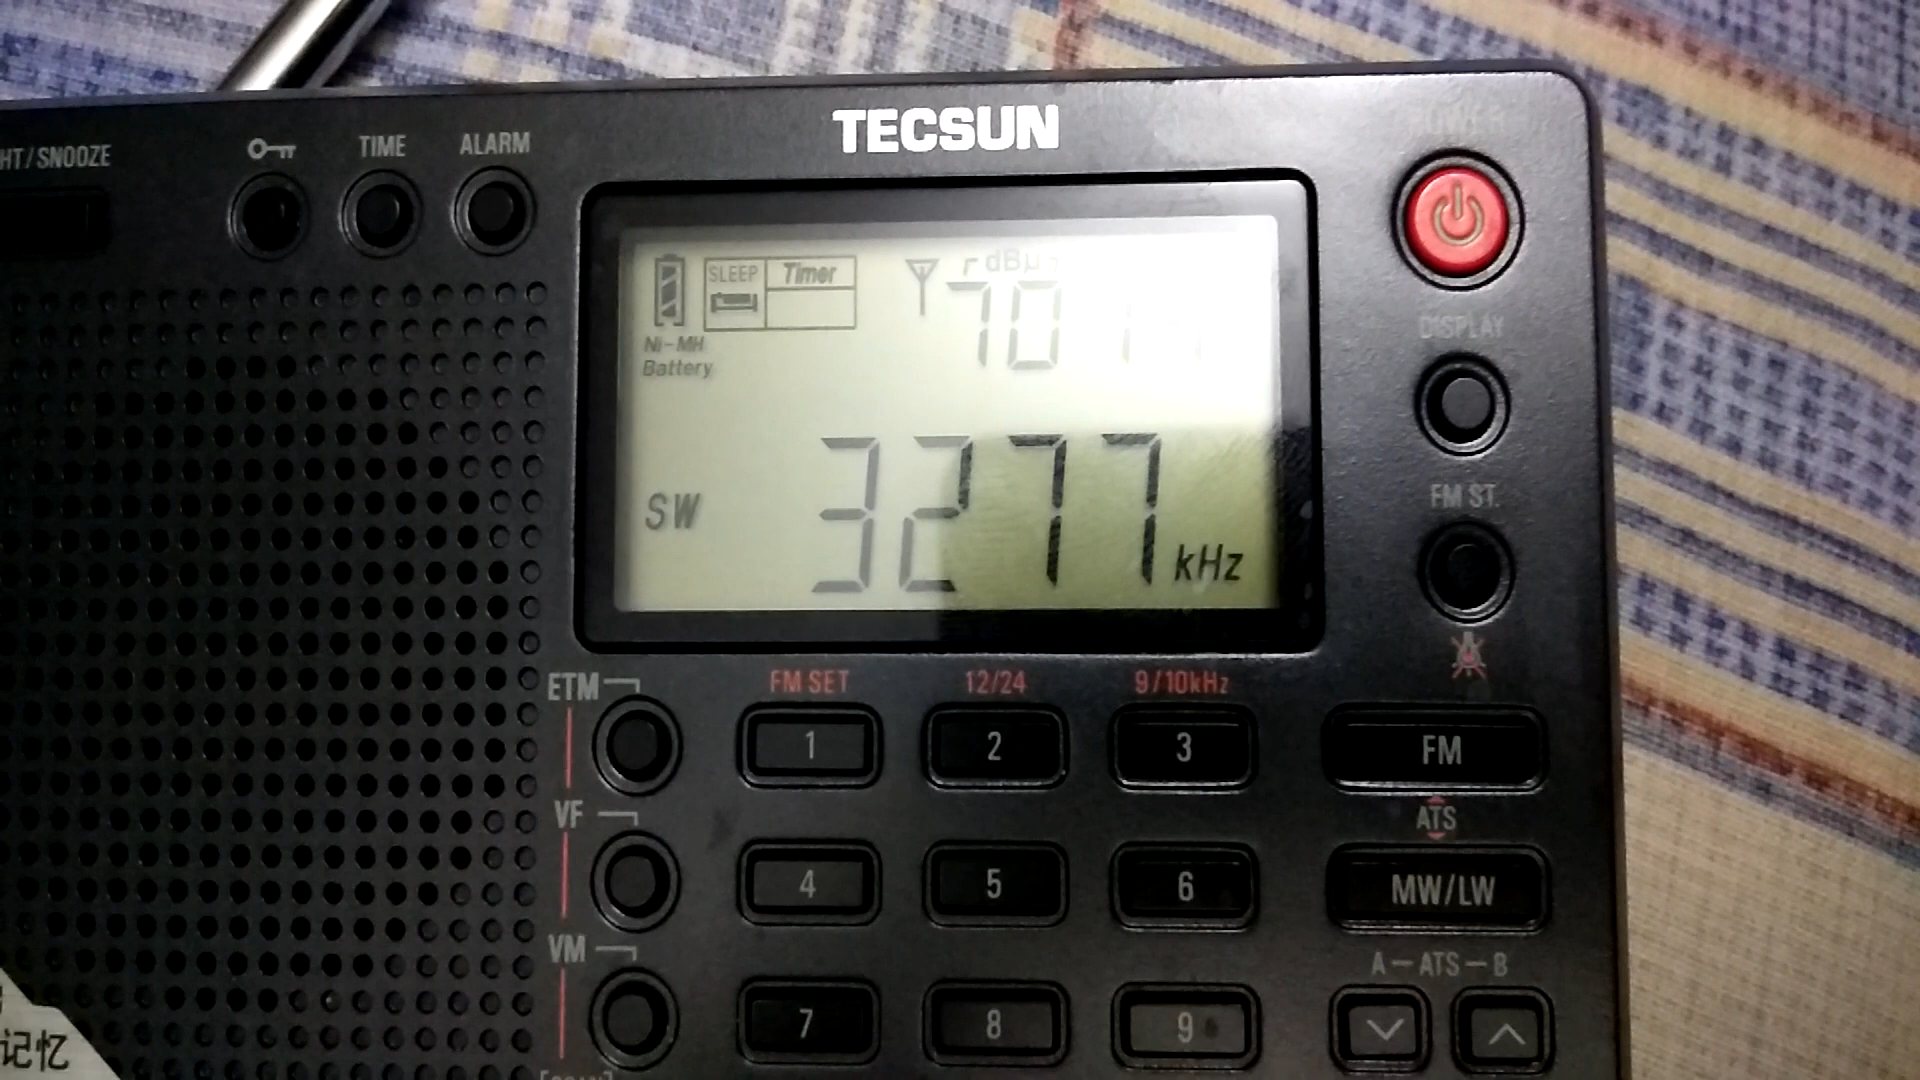 TECSUN
POWER
HT/SNOOZE
TIME
ALARM
SLEEP
Timer
dBµ
70
Ni-MH
Battery
SW
3277
kHz
DISPLAY
FM ST.
ETM
FM SET
12/24
9/10kHz
1
2
3
FM
VF
ATS
4
5
6
MW/LW
VM
A-ATS-B
7
8
9
记忆